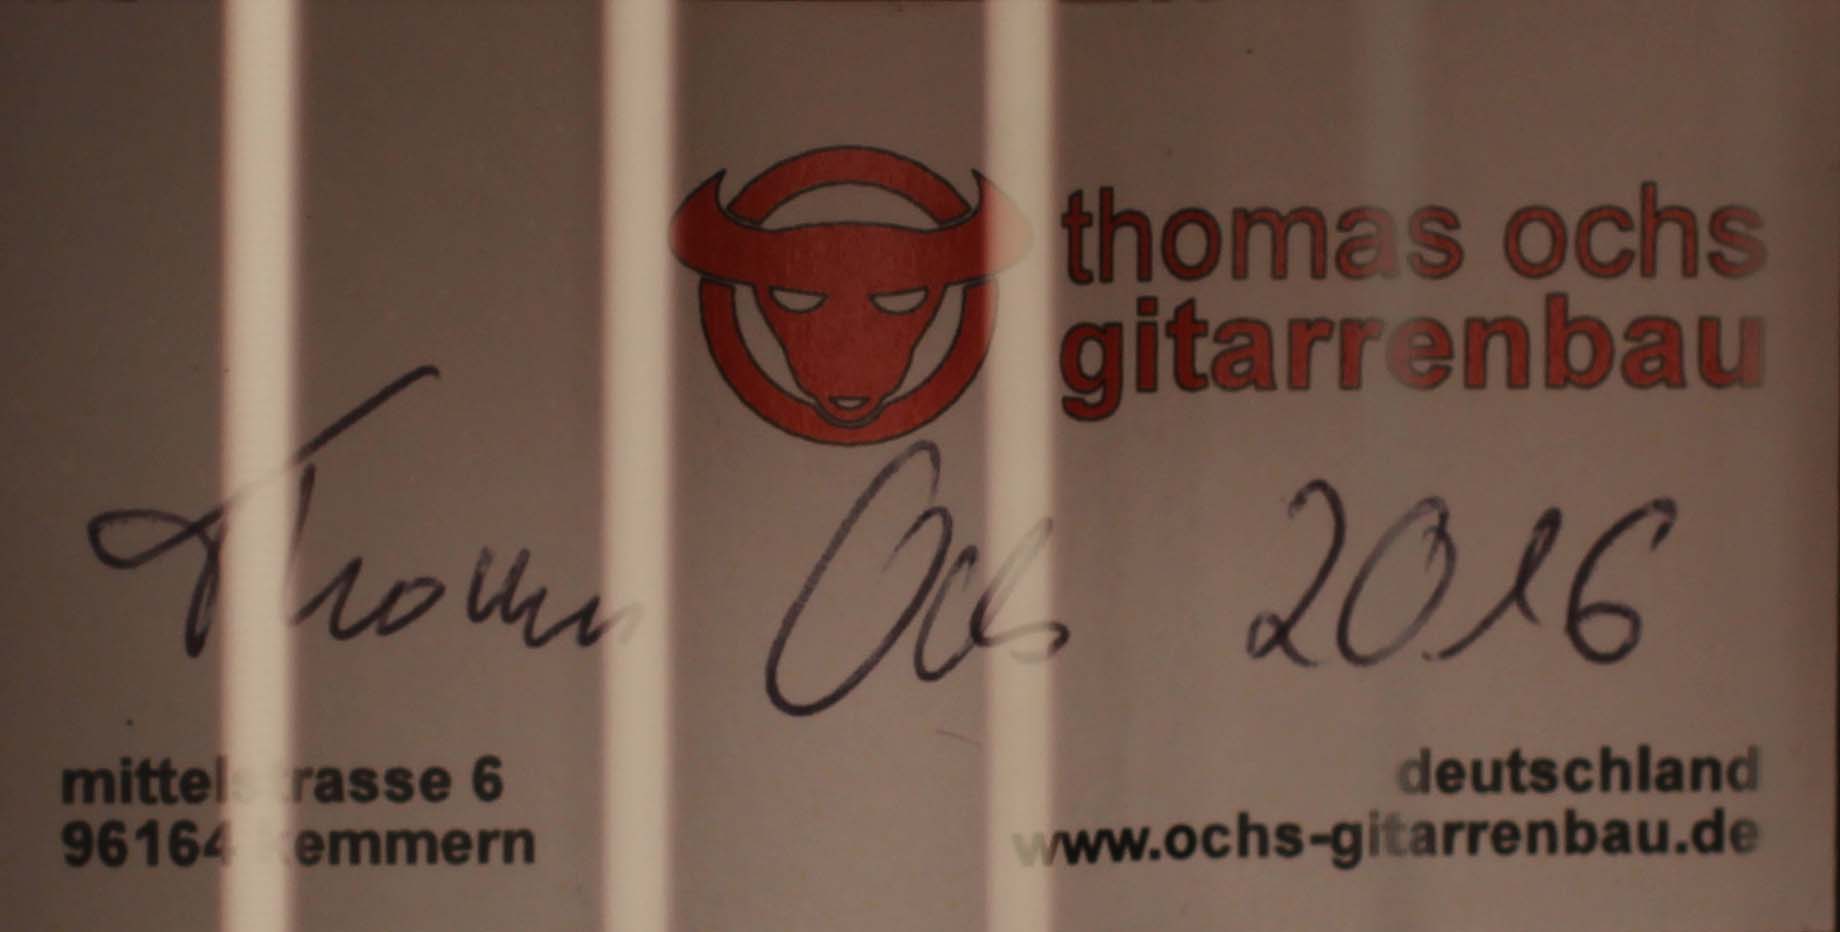 thomas ochs
gitarrenbau
Thomas Ochs 2016
mittelstrasse 6
96164 kemmern
deutschland
www.ochs-gitarrenbau.de